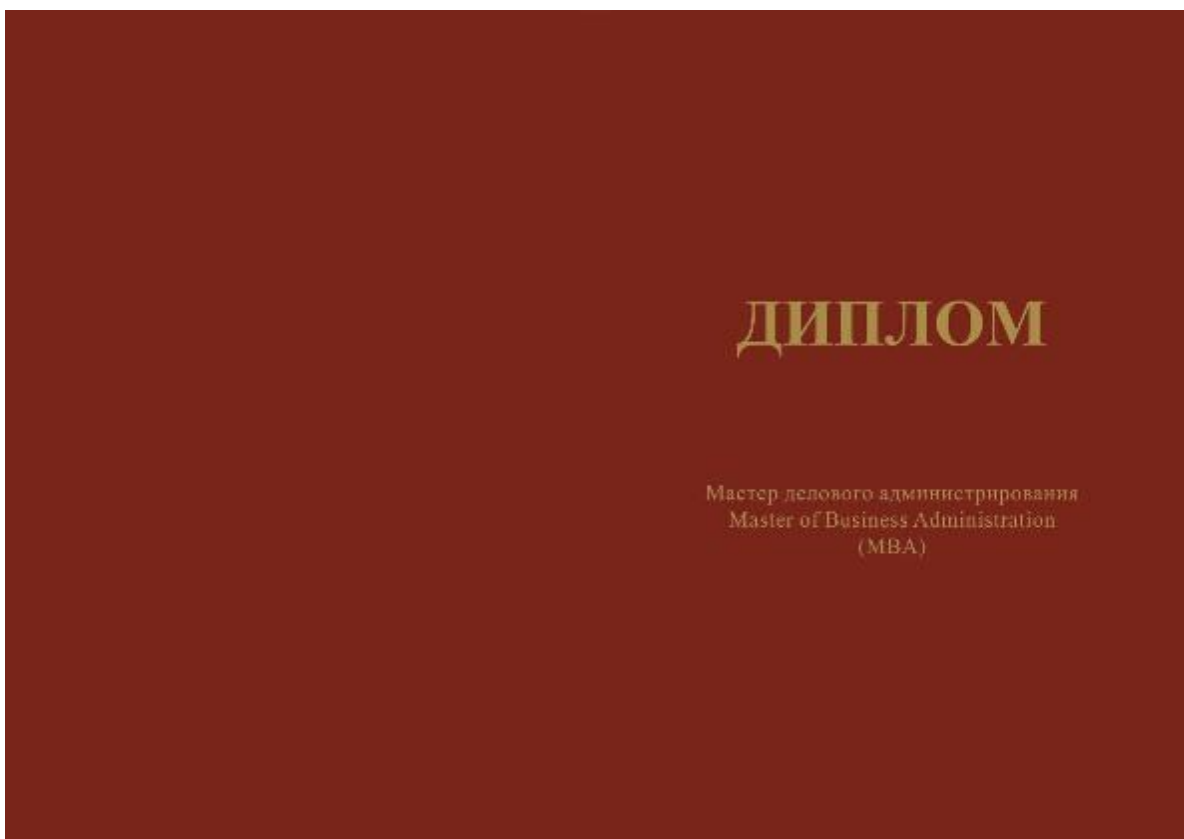 ДИПЛОМ
Мастер делового администрирования
Master of Business Administration
(MBA)